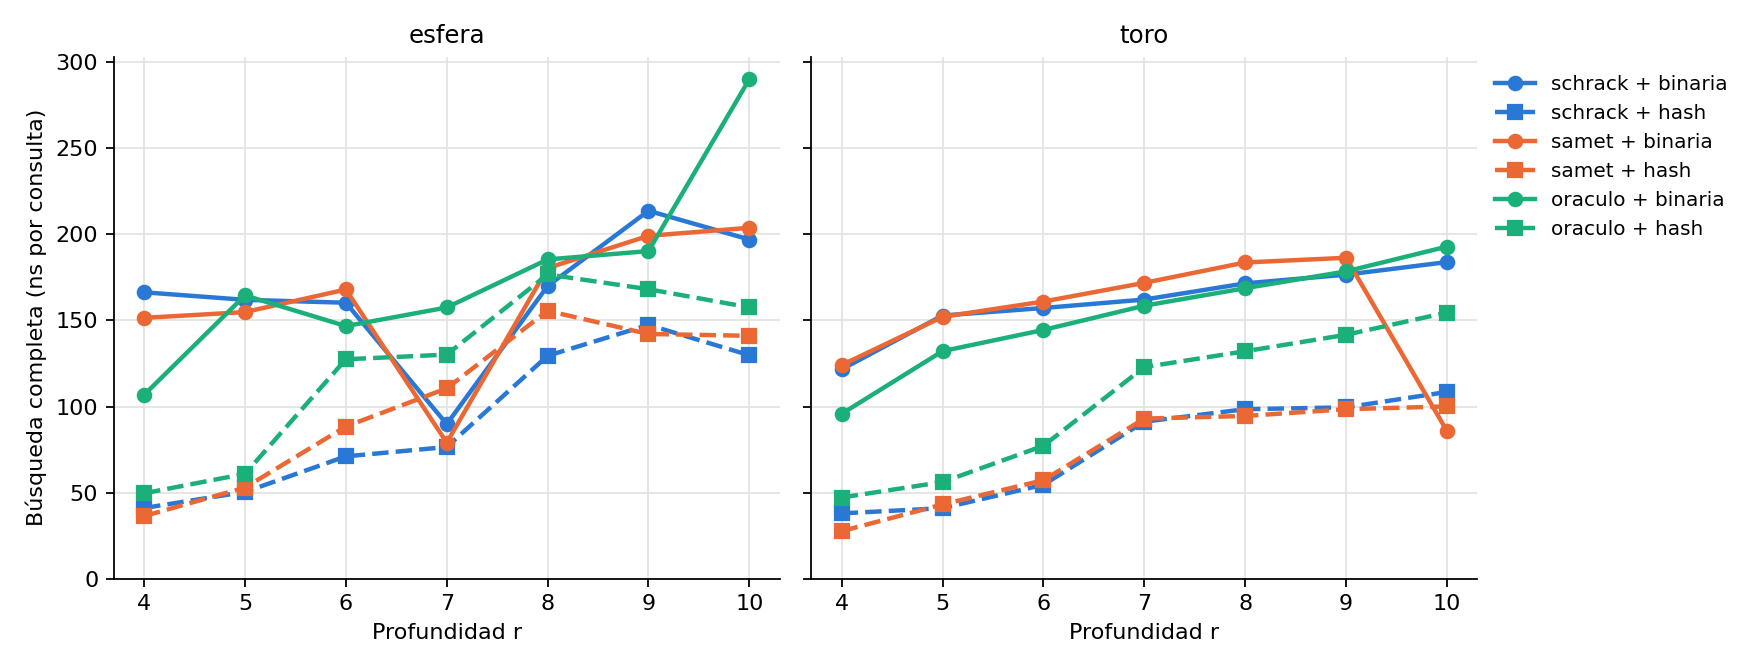 esfera
toro
300
250
200
150
100
50
0
Búsqueda completa (ns por consulta)
4 5 6 7 8 9 10
4 5 6 7 8 9 10
Profundidad r
Profundidad r
schrack + binaria
schrack + hash
samet + binaria
samet + hash
oraculo + binaria
oraculo + hash